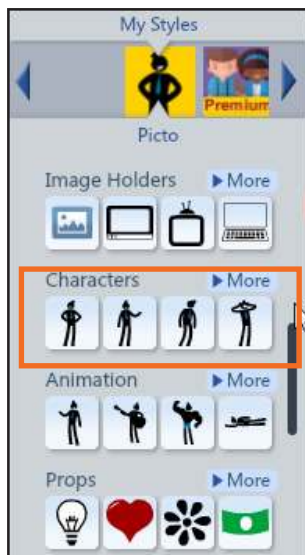 My Styles
Premium
Picto
Image Holders ▶More
Characters ▶More
Animation ▶More
Props ▶More